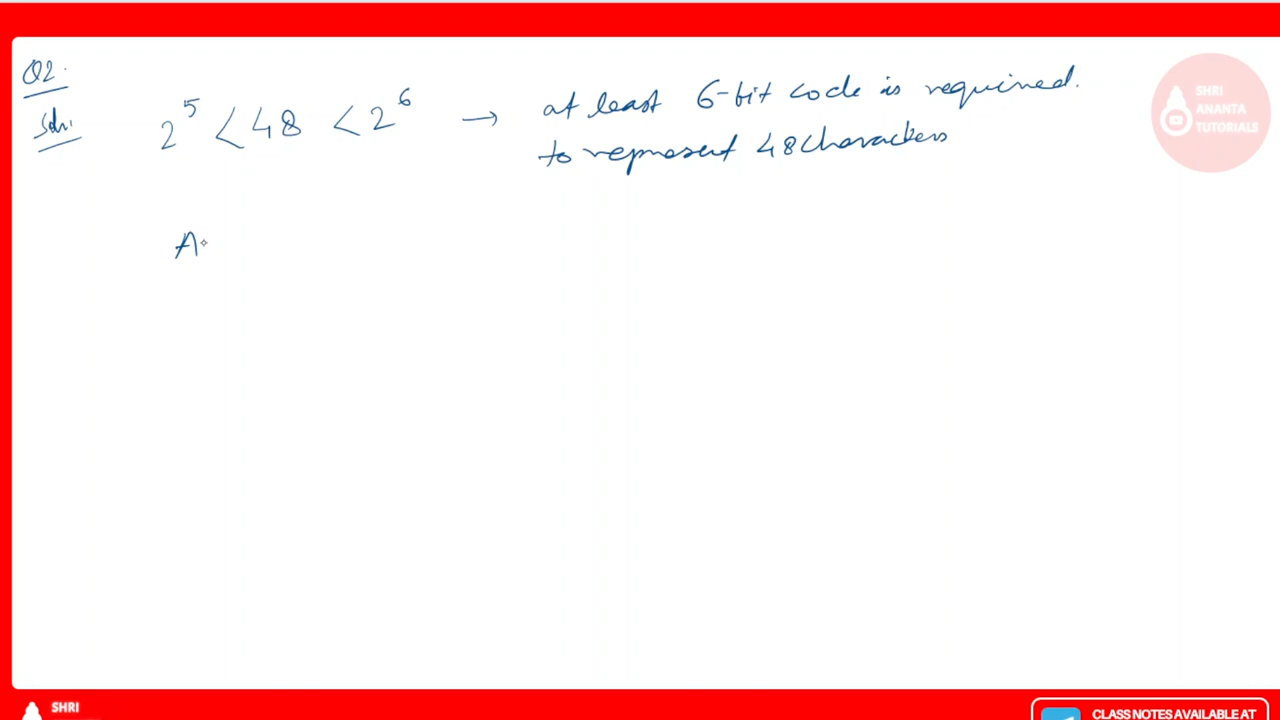 Q2.
Soln:
2^5 < 48 < 2^6 → at least 6-bit code is required.
to represent 48 characters
A
SHRI
ANANTA
TUTORIALS
SHRI
CLASS NOTES AVAILABLE AT